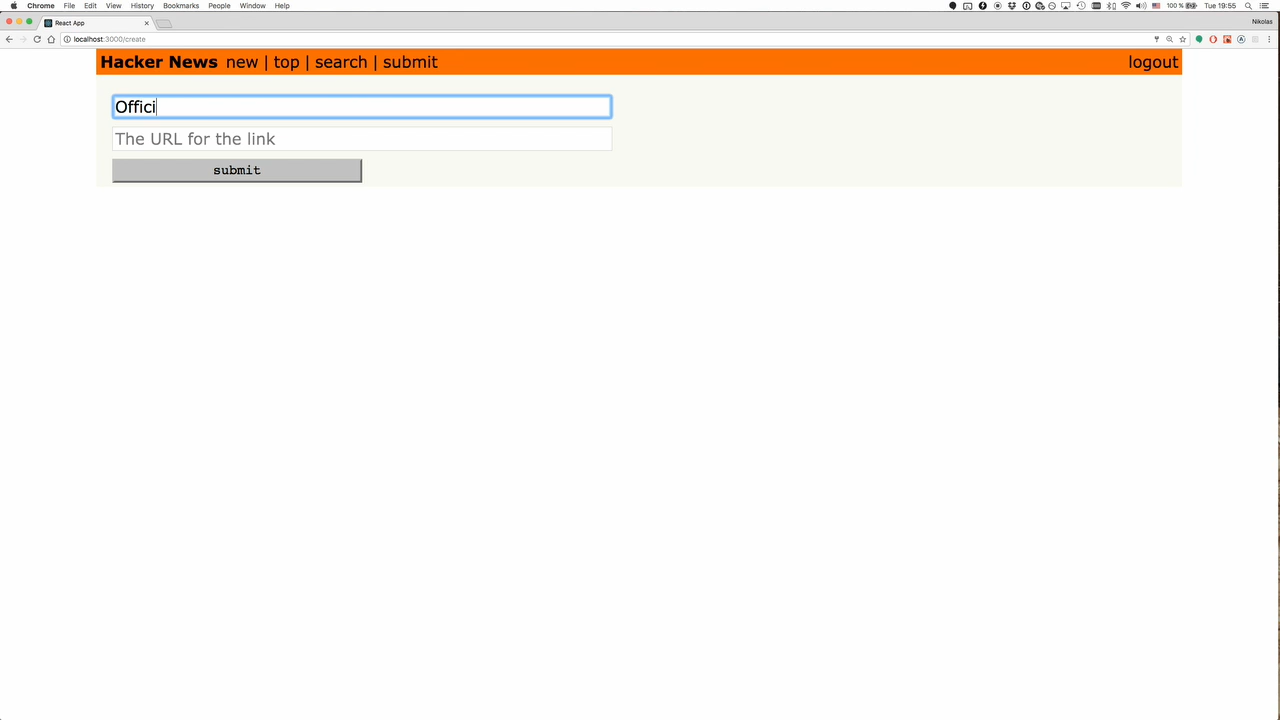 Chrome File Edit View History Bookmarks People Window Help 100 % Tue 19:55
React App Nikolas
localhost:3000/create
Hacker News new | top | search | submit logout
Offici
The URL for the link
submit